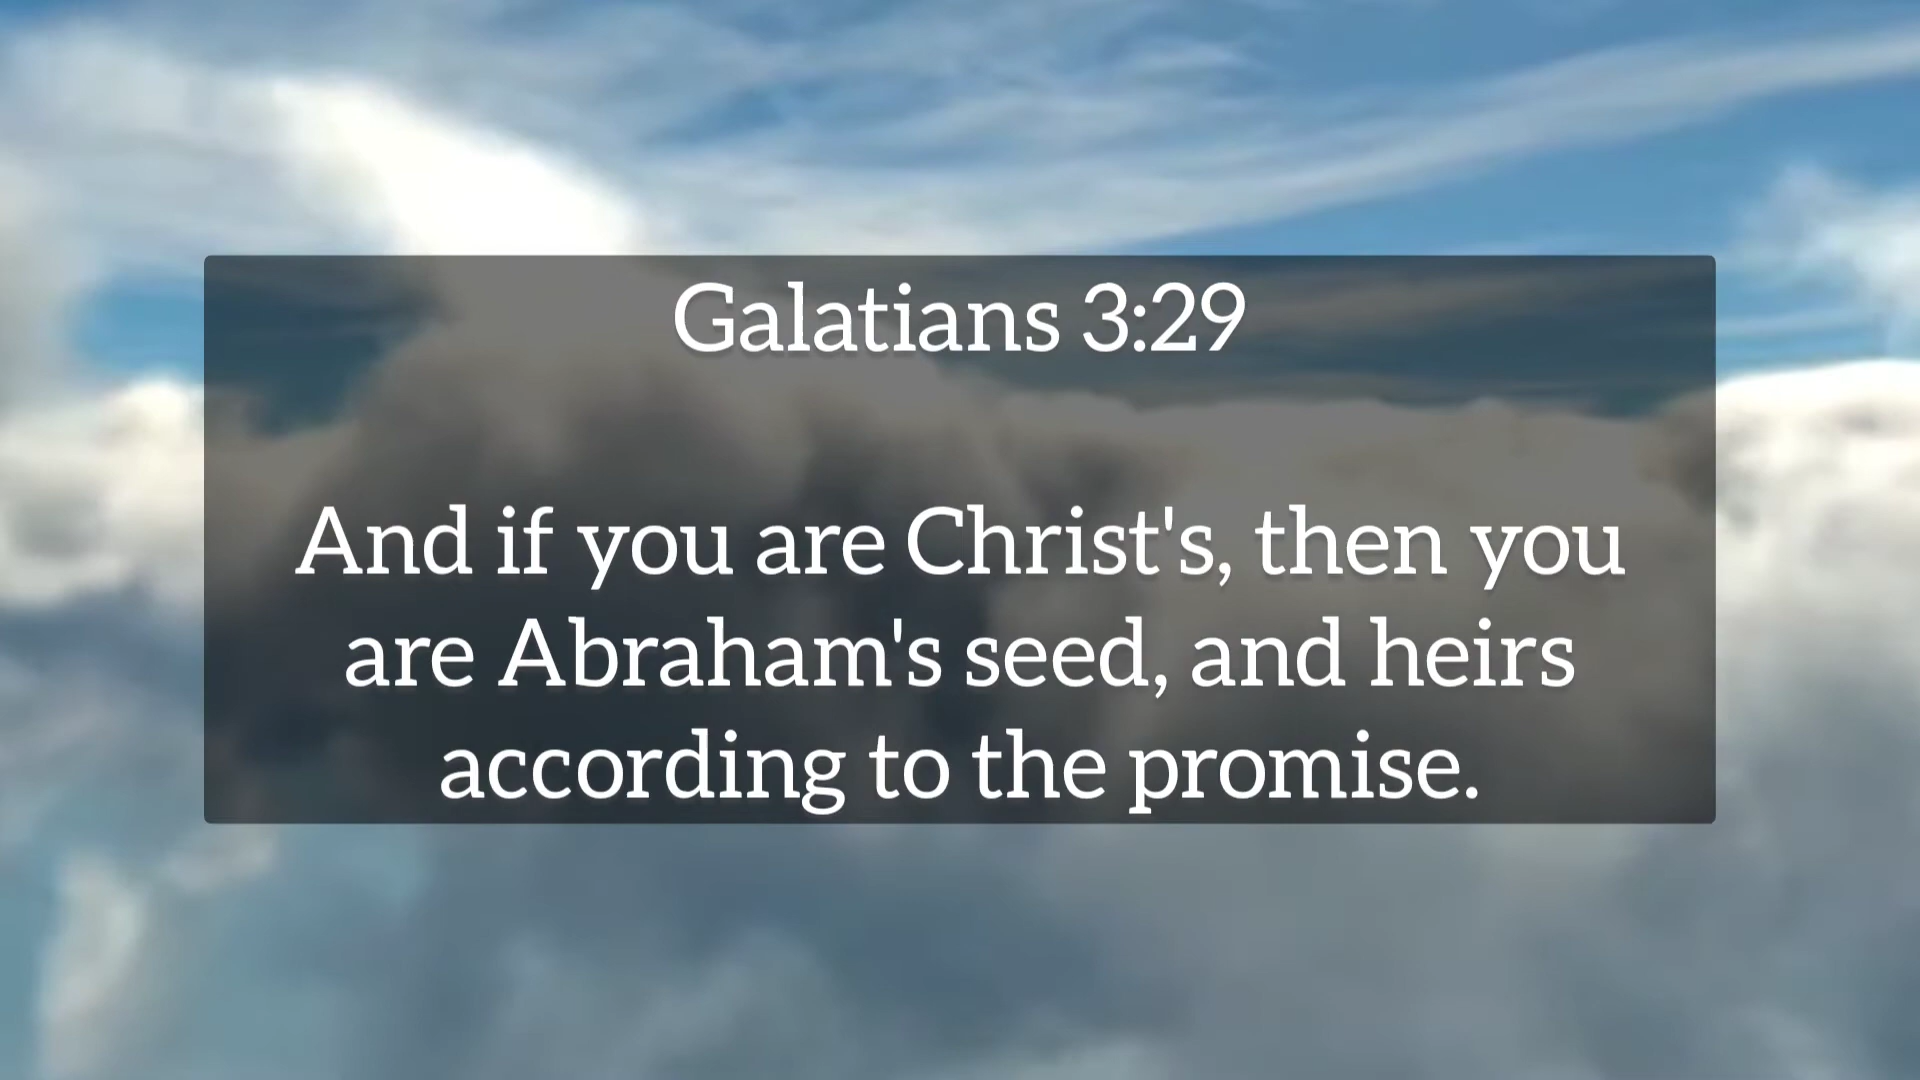 Galatians 3:29
And if you are Christ's, then you
are Abraham's seed, and heirs
according to the promise.